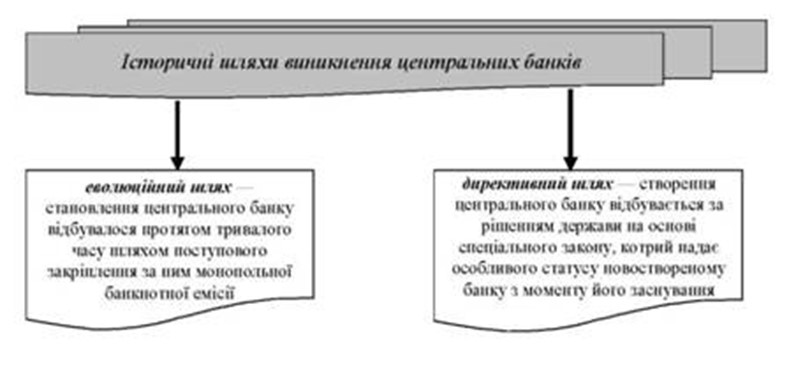 Історичні шляхи виникнення центральних банків
еволюційний шлях —
становлення центрального банку
відбувалося протягом тривалого
часу шляхом поступового
закріплення за ним монопольної
банкнотної емісії
директивний шлях — створення
центрального банку відбувається за
рішенням держави на основі
спеціального закону, котрий надає
особливого статусу новоствореному
банку з моменту його заснування